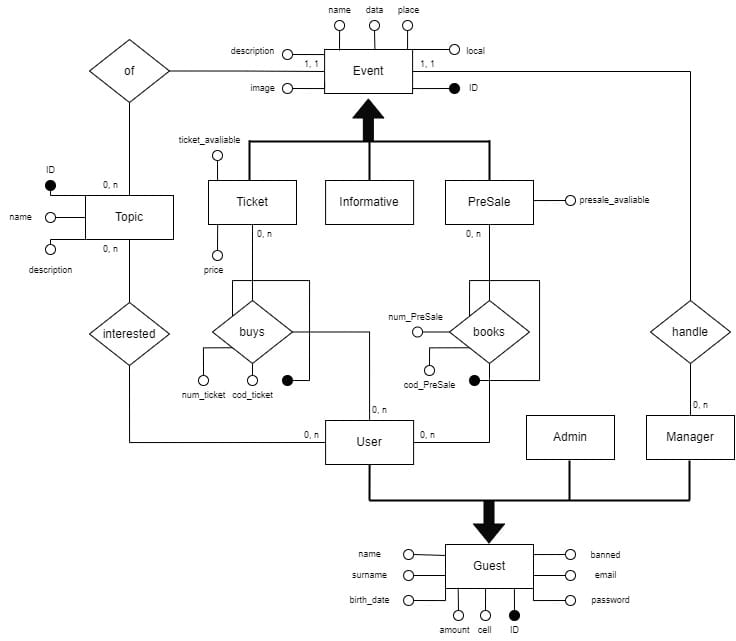 name data place
description
local
1, 1
Event
1, 1
of
image
ID
ticket_avaliable
ID
0, n
Ticket
Informative
PreSale
presale_avaliable
name
Topic
0, n
0, n
0, n
description
price
num_PreSale
interested
buys
books
handle
cod_PreSale
num_ticket cod_ticket
0, n
0, n
0, n
User
0, n
Admin
Manager
name
Guest
banned
surname
email
birth_date
password
amount cell ID